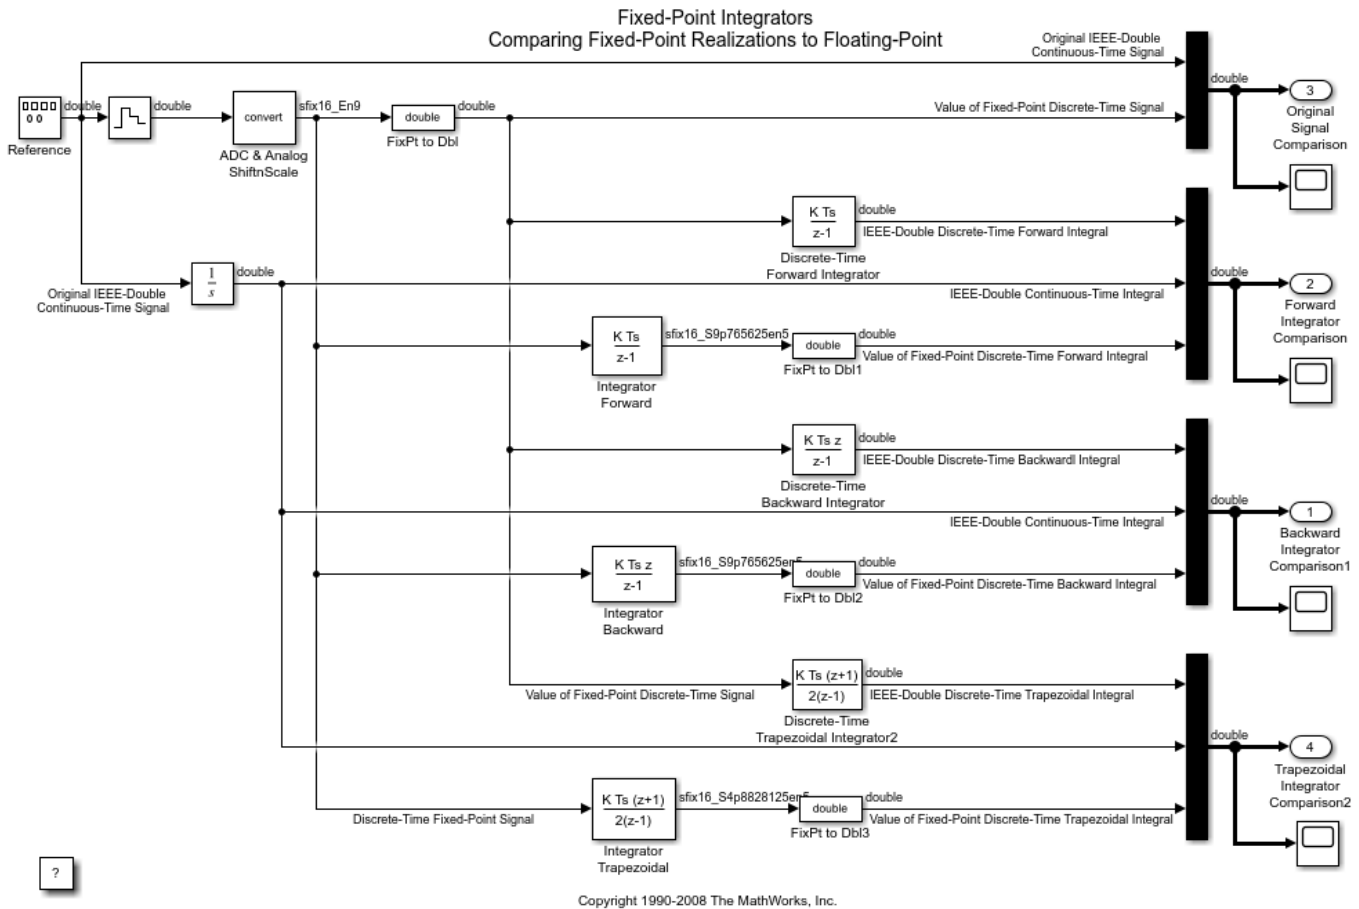 Fixed-Point Integrators
Comparing Fixed-Point Realizations to Floating-Point
Original IEEE-Double
Continuous-Time Signal
double
3
Original
Signal
Comparison
Reference
double
double
convert
ADC & Analog
ShiftnScale
sfix16_En9
double
FixPt to Dbl
double
Value of Fixed-Point Discrete-Time Signal
K Ts
z-1
Discrete-Time
Forward Integrator
double
IEEE-Double Discrete-Time Forward Integral
Original IEEE-Double
Continuous-Time Signal
1
s
double
IEEE-Double Continuous-Time Integral
double
2
Forward
Integrator
Comparison
K Ts
z-1
Integrator
Forward
sfix16_S9p765625en5
double
FixPt to Dbl1
double
Value of Fixed-Point Discrete-Time Forward Integral
K Ts z
z-1
Discrete-Time
Backward Integrator
double
IEEE-Double Discrete-Time Backwardl Integral
IEEE-Double Continuous-Time Integral
double
1
Backward
Integrator
Comparison1
K Ts z
z-1
Integrator
Backward
sfix16_S9p765625en5
double
FixPt to Dbl2
double
Value of Fixed-Point Discrete-Time Backward Integral
Value of Fixed-Point Discrete-Time Signal
K Ts (z+1)
2(z-1)
Discrete-Time
Trapezoidal Integrator2
double
IEEE-Double Discrete-Time Trapezoidal Integral
double
4
Trapezoidal
Integrator
Comparison2
Discrete-Time Fixed-Point Signal
K Ts (z+1)
2(z-1)
Integrator
Trapezoidal
sfix16_S4p8828125en5
double
FixPt to Dbl3
double
Value of Fixed-Point Discrete-Time Trapezoidal Integral
?
Copyright 1990-2008 The MathWorks, Inc.